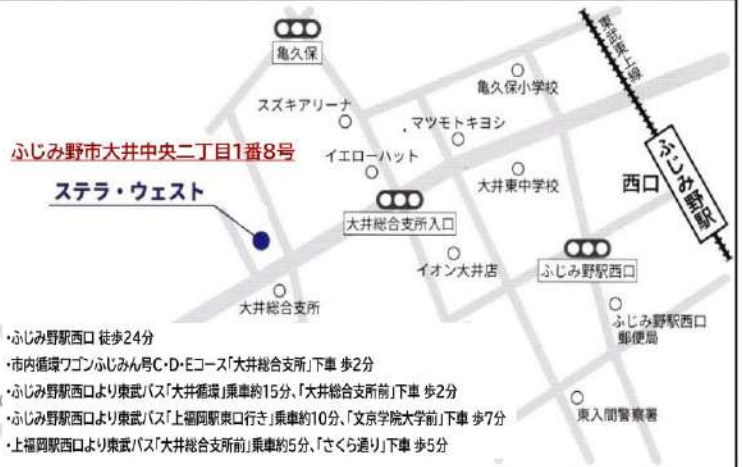 東武東上線
亀久保
亀久保小学校
スズキアリーナ
マツモトキヨシ
ふじみ野市大井中央二丁目1番8号
イエローハット
大井東中学校
西口
ふじみ野駅
ステラ・ウェスト
大井総合支所入口
イオン大井店
ふじみ野駅西口
大井総合支所
ふじみ野駅西口
郵便局
東入間警察署
・ふじみ野駅西口 徒歩24分
・市内循環ワゴンふじみん号C・D・Eコース「大井総合支所」下車 歩2分
・ふじみ野駅西口より東武バス「大井循環」乗車約15分、「大井総合支所前」下車 歩2分
・ふじみ野駅西口より東武バス「上福岡駅東口行き」乗車約10分、「文京学院大学前」下車 歩7分
・上福岡駅西口より東武バス「大井総合支所前」乗車約5分、「さくら通り」下車 歩5分